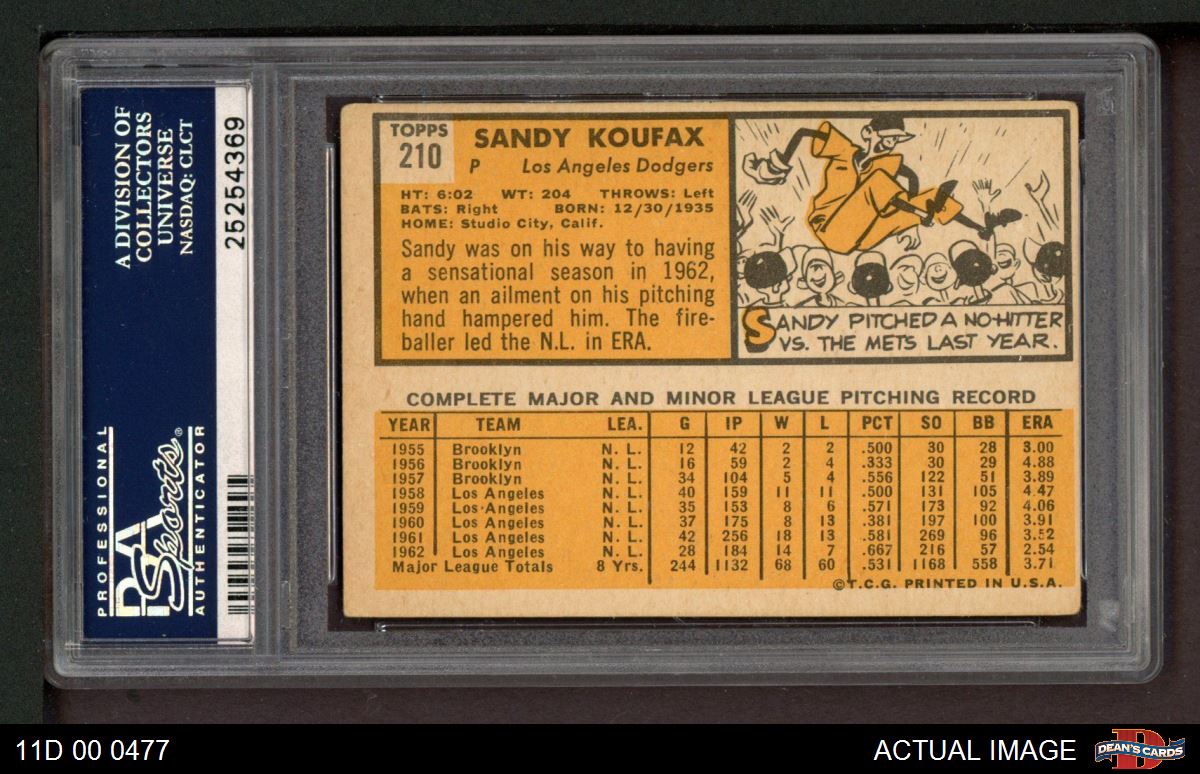 A DIVISION OF
COLLECTORS
UNIVERSE
NASDAQ: CLCT
25254369
PROFESSIONAL
PSA
Sports®
AUTHENTICATOR
TOPPS
210
SANDY KOUFAX
P Los Angeles Dodgers
HT: 6:02 WT: 204 THROWS: Left
BATS: Right BORN: 12/30/1935
HOME: Studio City, Calif.
Sandy was on his way to having
a sensational season in 1962,
when an ailment on his pitching
hand hampered him. The fire-
baller led the N.L. in ERA.
SANDY PITCHED A NO-HITTER
VS. THE METS LAST YEAR.
COMPLETE MAJOR AND MINOR LEAGUE PITCHING RECORD
YEAR TEAM LEA. G IP W L PCT SO BB ERA
1955 Brooklyn N. L. 12 42 2 2 .500 30 28 3.00
1956 Brooklyn N. L. 16 59 2 4 .333 30 29 4.88
1957 Brooklyn N. L. 34 104 5 4 .556 122 51 3.89
1958 Los Angeles N. L. 40 159 11 11 .500 131 105 4.47
1959 Los Angeles N. L. 35 153 8 6 .571 173 92 4.06
1960 Los Angeles N. L. 37 175 8 13 .381 197 100 3.91
1961 Los Angeles N. L. 42 256 18 13 .581 269 96 3.52
1962 Los Angeles N. L. 28 184 14 7 .667 216 57 2.54
Major League Totals 8 Yrs. 244 1132 68 60 .531 1168 558 3.71
©T.C.G. PRINTED IN U.S.A.
11D 00 0477
ACTUAL IMAGE
DEAN'S CARDS